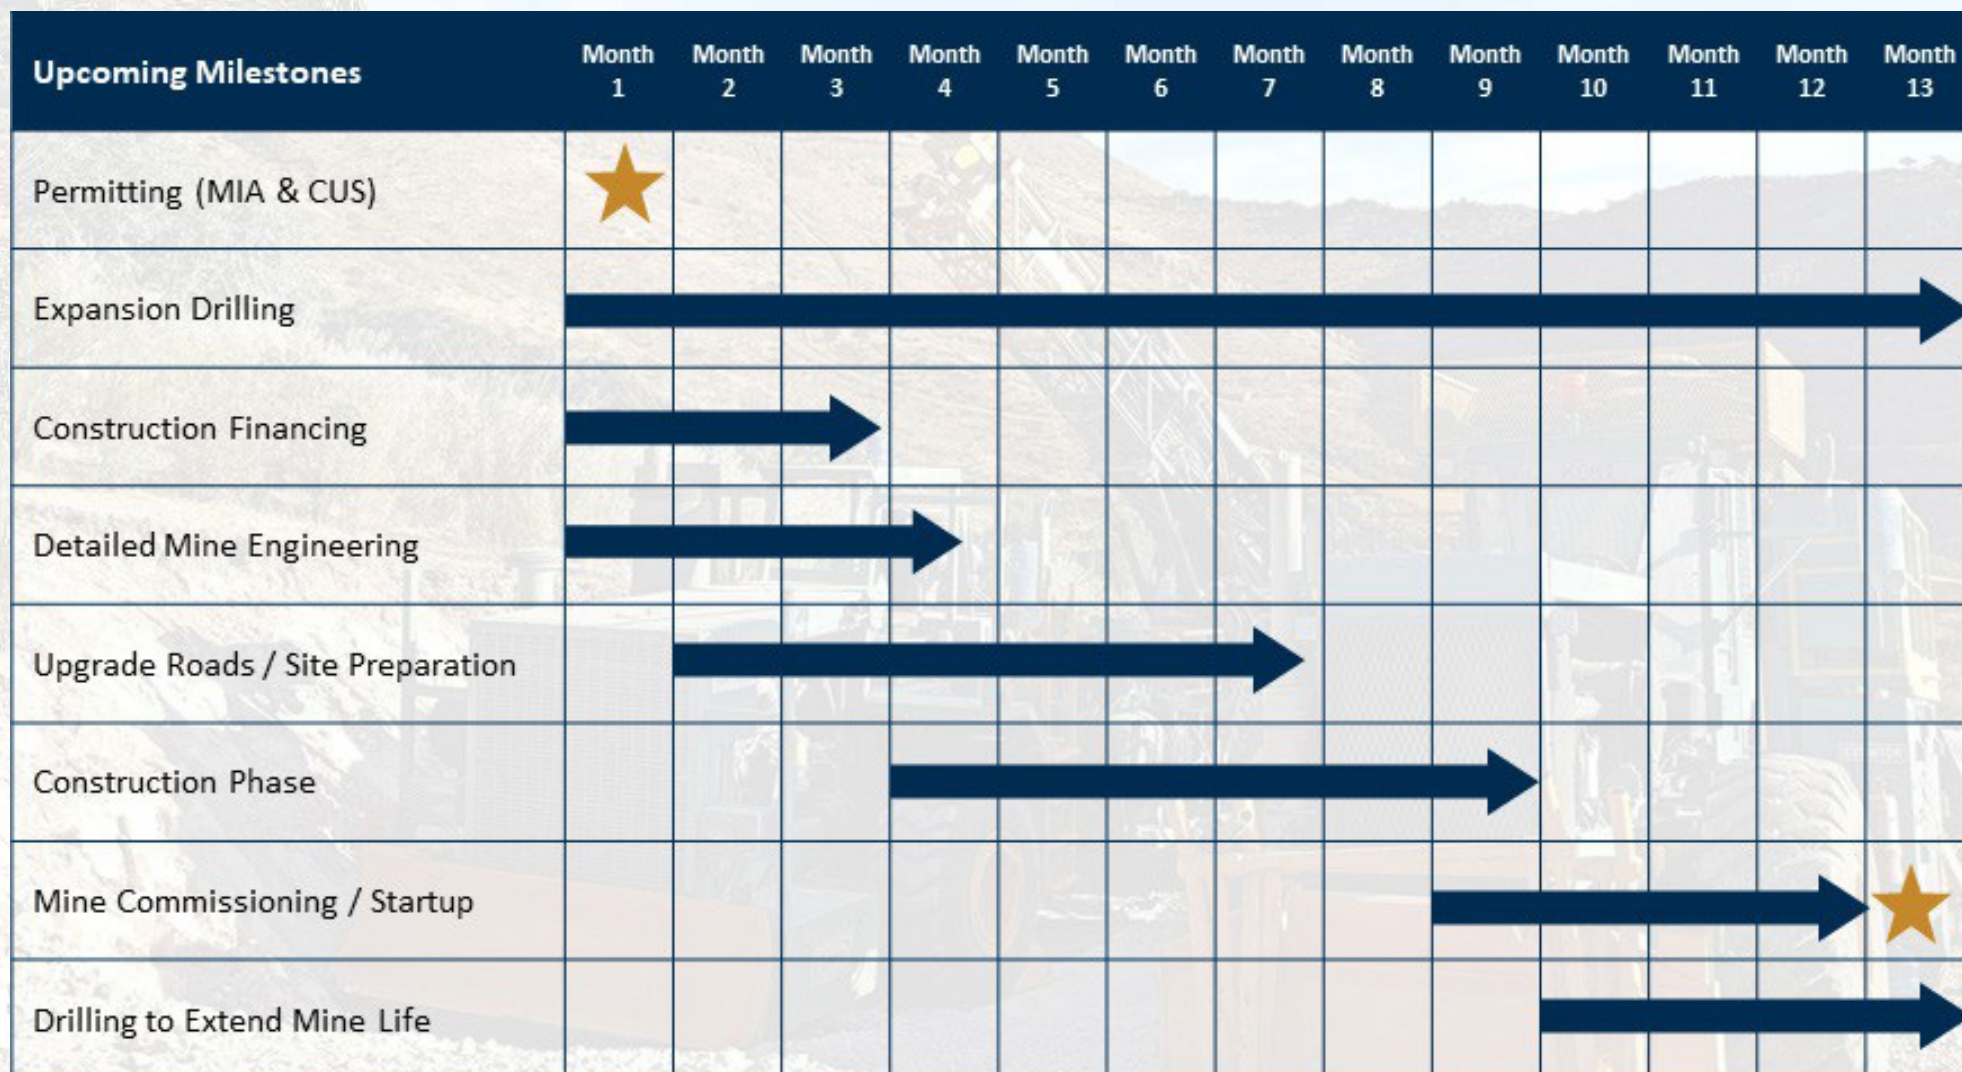 Upcoming Milestones
Month 1
Month 2
Month 3
Month 4
Month 5
Month 6
Month 7
Month 8
Month 9
Month 10
Month 11
Month 12
Month 13
Permitting (MIA & CUS)
Expansion Drilling
Construction Financing
Detailed Mine Engineering
Upgrade Roads / Site Preparation
Construction Phase
Mine Commissioning / Startup
Drilling to Extend Mine Life